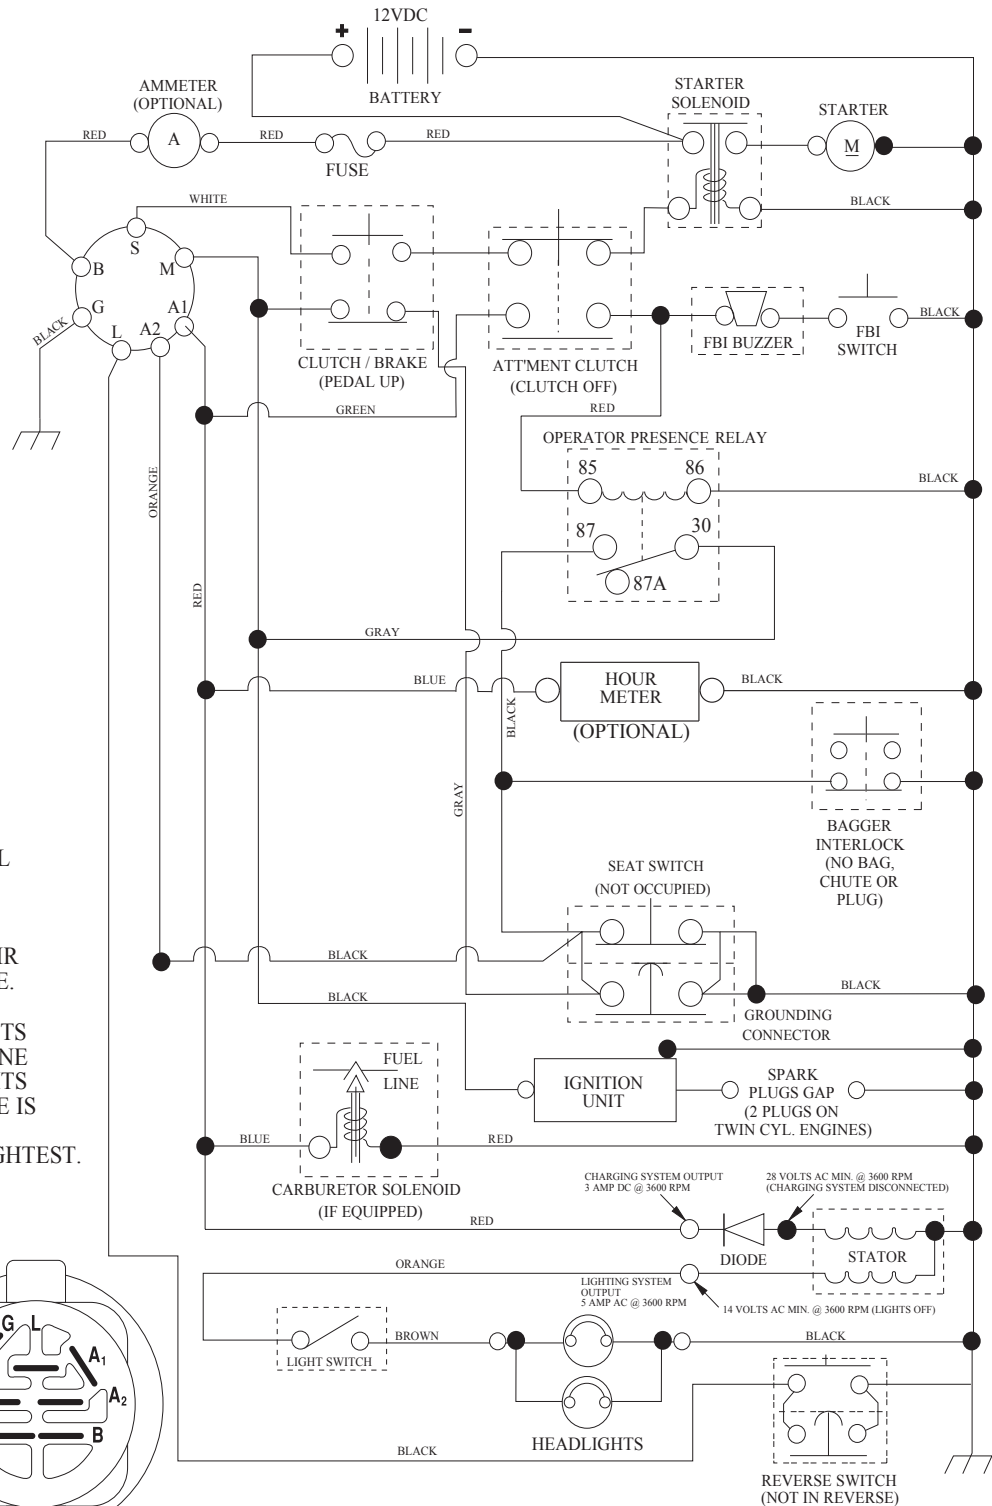 12VDC
+
-
BATTERY
AMMETER
(OPTIONAL)
A
RED
RED
FUSE
RED
STARTER
SOLENOID
STARTER
M
BLACK
WHITE
S
B
M
G
A1
L
A2
BLACK
CLUTCH / BRAKE
(PEDAL UP)
ATT'MENT CLUTCH
(CLUTCH OFF)
FBI BUZZER
FBI
SWITCH
BLACK
GREEN
RED
OPERATOR PRESENCE RELAY
85
86
87
30
87A
BLACK
ORANGE
RED
GRAY
BLUE
HOUR
METER
(OPTIONAL)
BLACK
BLACK
GRAY
BAGGER
INTERLOCK
(NO BAG,
CHUTE OR
PLUG)
SEAT SWITCH
(NOT OCCUPIED)
BLACK
BLACK
BLACK
GROUNDING
CONNECTOR
L
IR
E.
TS
NE
TS
E IS
GHTEST.
FUEL
LINE
IGNITION
UNIT
SPARK
PLUGS GAP
(2 PLUGS ON
TWIN CYL. ENGINES)
BLUE
RED
CARBURETOR SOLENOID
(IF EQUIPPED)
RED
CHARGING SYSTEM OUTPUT
3 AMP DC @ 3600 RPM
28 VOLTS AC MIN. @ 3600 RPM
(CHARGING SYSTEM DISCONNECTED)
DIODE
STATOR
ORANGE
LIGHTING SYSTEM
OUTPUT
5 AMP AC @ 3600 RPM
14 VOLTS AC MIN. @ 3600 RPM (LIGHTS OFF)
LIGHT SWITCH
BROWN
BLACK
HEADLIGHTS
BLACK
REVERSE SWITCH
(NOT IN REVERSE)
G
L
A1
A2
B